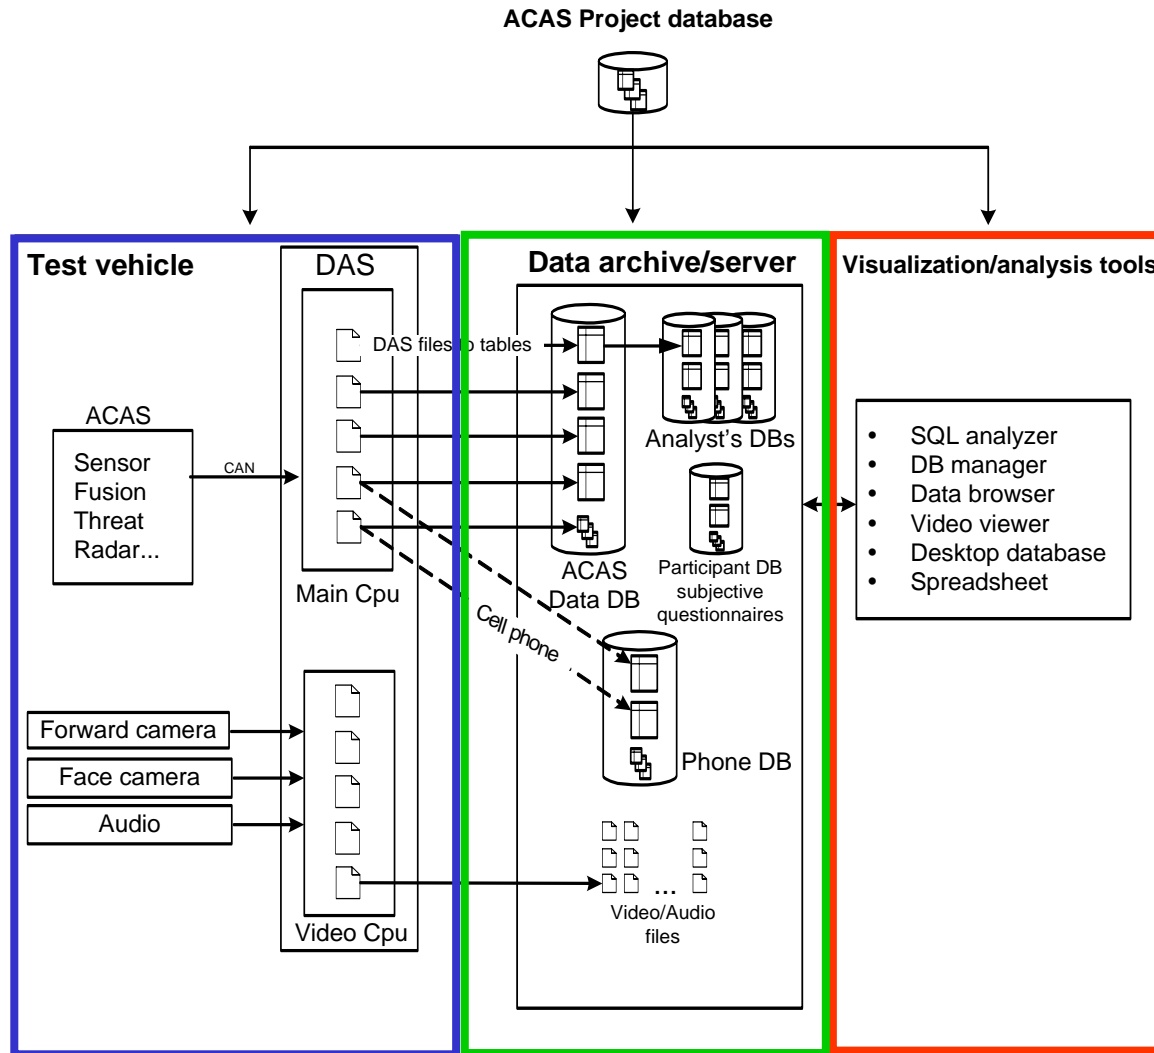 ACAS Project database
Test vehicle
DAS
Data archive/server
Visualization/analysis tools
DAS files to tables
ACAS
Sensor
Fusion
Threat
Radar...
CAN
Main Cpu
Cell phone
ACAS
Data DB
Analyst's DBs
Participant DB
subjective
questionnaires
Phone DB
• SQL analyzer
• DB manager
• Data browser
• Video viewer
• Desktop database
• Spreadsheet
Forward camera
Face camera
Audio
Video Cpu
...
Video/Audio
files